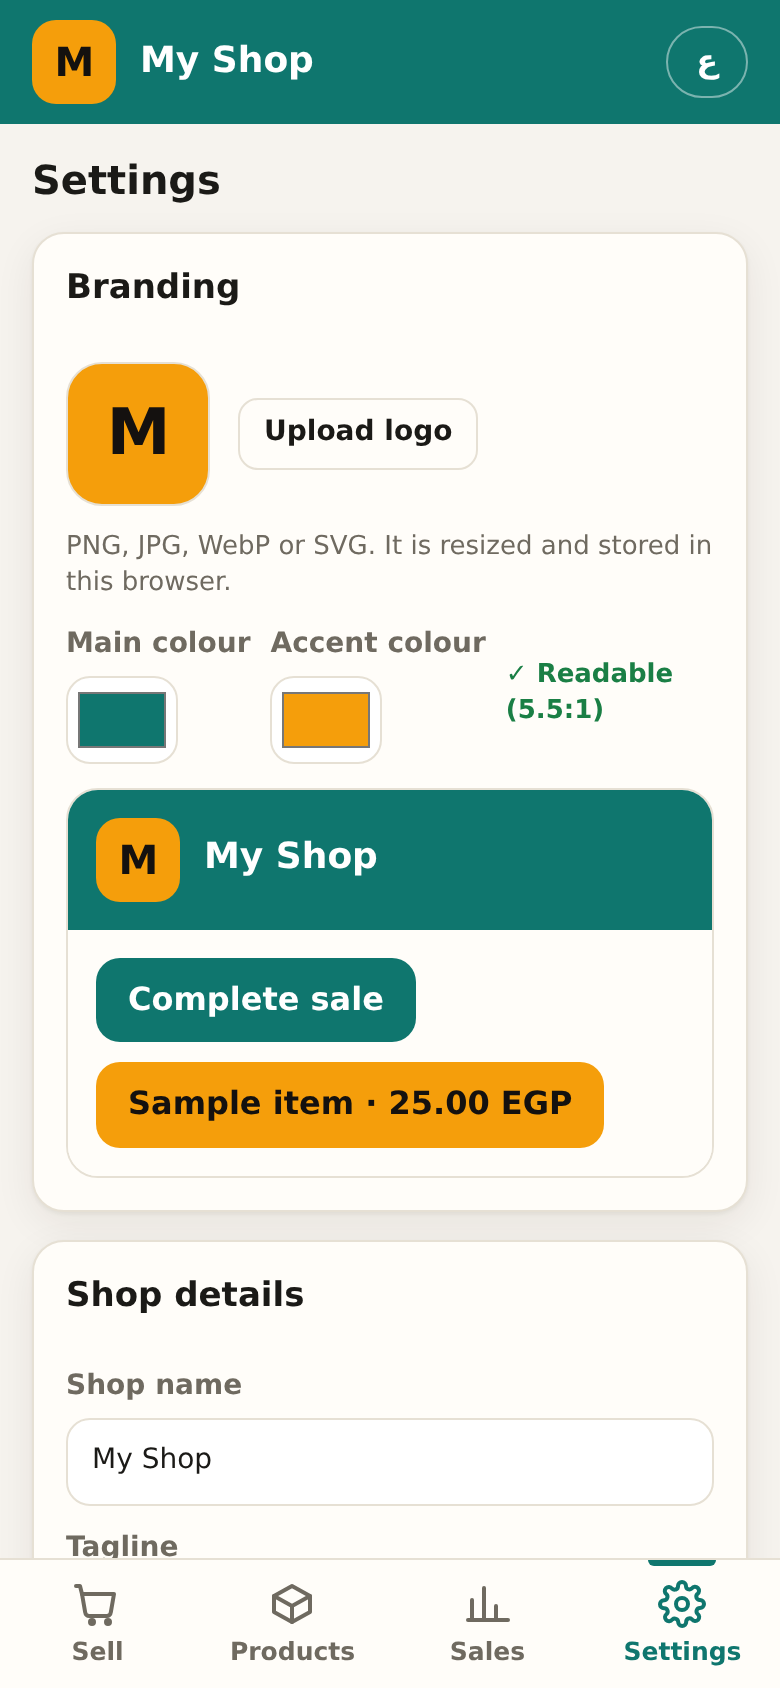 M
My Shop
ع
Settings
Branding
M
Upload logo
PNG, JPG, WebP or SVG. It is resized and stored in
this browser.
Main colour
Accent colour
✓ Readable
(5.5:1)
M
My Shop
Complete sale
Sample item · 25.00 EGP
Shop details
Shop name
My Shop
Tagline
Sell
Products
Sales
Settings